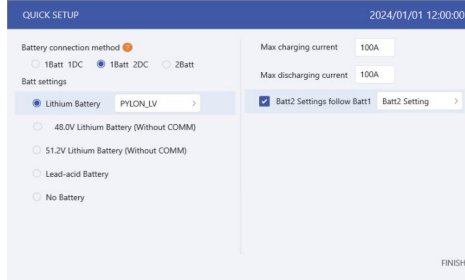 QUICK SETUP
2024/01/01 12:00:00
Battery connection method ?
1Batt 1DC
1Batt 2DC
2Batt
Batt settings
Lithium Battery
PYLON_LV >
48.0V Lithium Battery (Without COMM)
51.2V Lithium Battery (Without COMM)
Lead-acid Battery
No Battery
Max charging current
100A
Max discharging current
100A
Batt2 Settings follow Batt1
Batt2 Setting >
FINISH